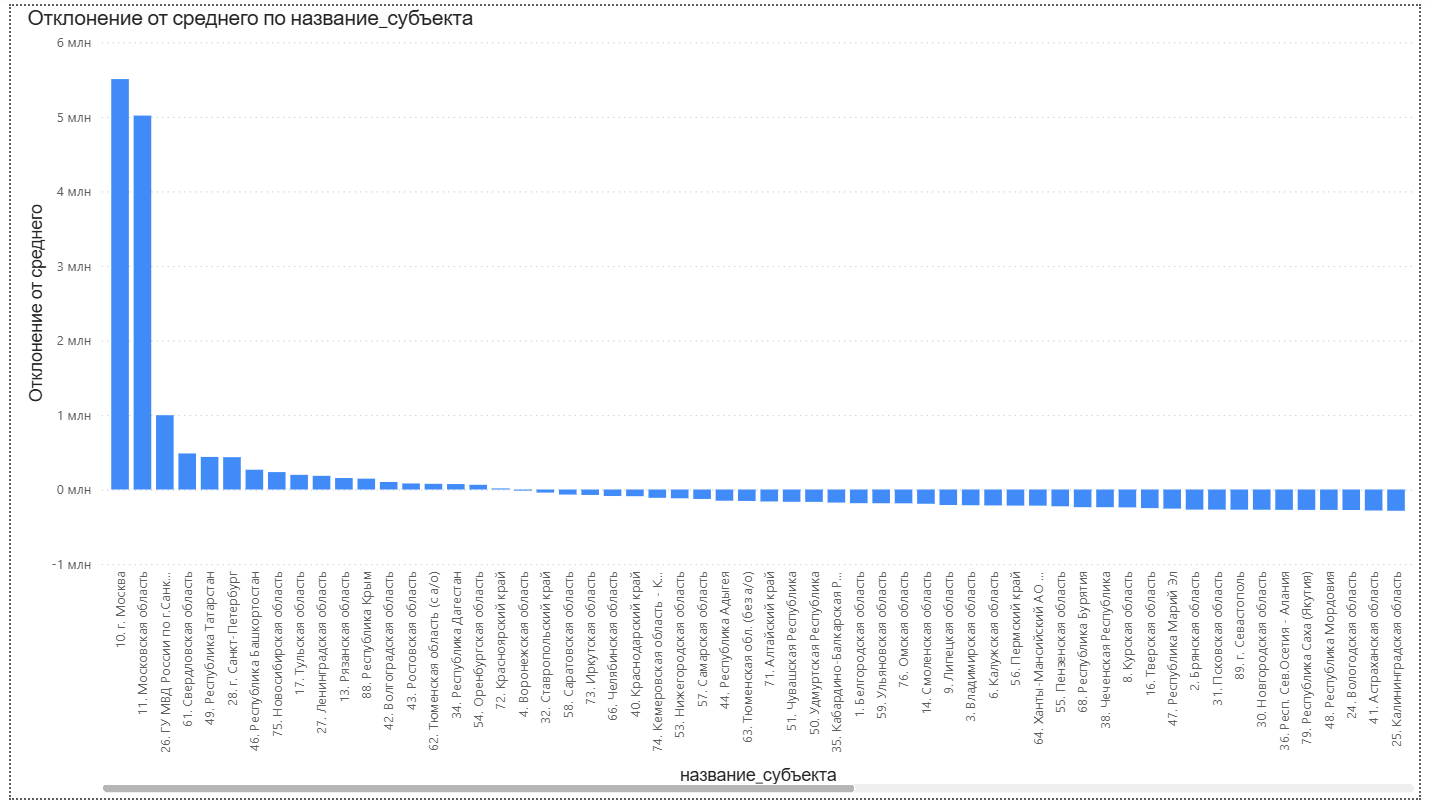 Отклонение от среднего по название_субъекта
6 млн
5 млн
4 млн
3 млн
2 млн
1 млн
0 млн
-1 млн
Отклонение от среднего
10. г. Москва
11. Московская область
26. ГУ МВД России по г.Санк...
61. Свердловская область
49. Республика Татарстан
28. г. Санкт-Петербург
46. Республика Башкортостан
75. Новосибирская область
17. Тульская область
27. Ленинградская область
13. Рязанская область
88. Республика Крым
42. Волгоградская область
43. Ростовская область
62. Тюменская область (с а/о)
34. Республика Дагестан
54. Оренбургская область
72. Красноярский край
4. Воронежская область
32. Ставропольский край
58. Саратовская область
73. Иркутская область
66. Челябинская область
40. Краснодарский край
74. Кемеровская область - К...
53. Нижегородская область
57. Самарская область
44. Республика Адыгея
63. Тюменская обл. (без а/о)
71. Алтайский край
51. Чувашская Республика
50. Удмуртская Республика
35. Кабардино-Балкарская Р...
1. Белгородская область
59. Ульяновская область
76. Омская область
14. Смоленская область
9. Липецкая область
3. Владимирская область
6. Калужская область
56. Пермский край
64. Ханты-Мансийский АО ...
55. Пензенская область
68. Республика Бурятия
38. Чеченская Республика
8. Курская область
16. Тверская область
47. Республика Марий Эл
2. Брянская область
31. Псковская область
89. г. Севастополь
30. Новгородская область
36. Респ. Сев.Осетия - Алания
79. Республика Саха (Якутия)
48. Республика Мордовия
24. Вологодская область
41. Астраханская область
25. Калининградская область
название_субъекта